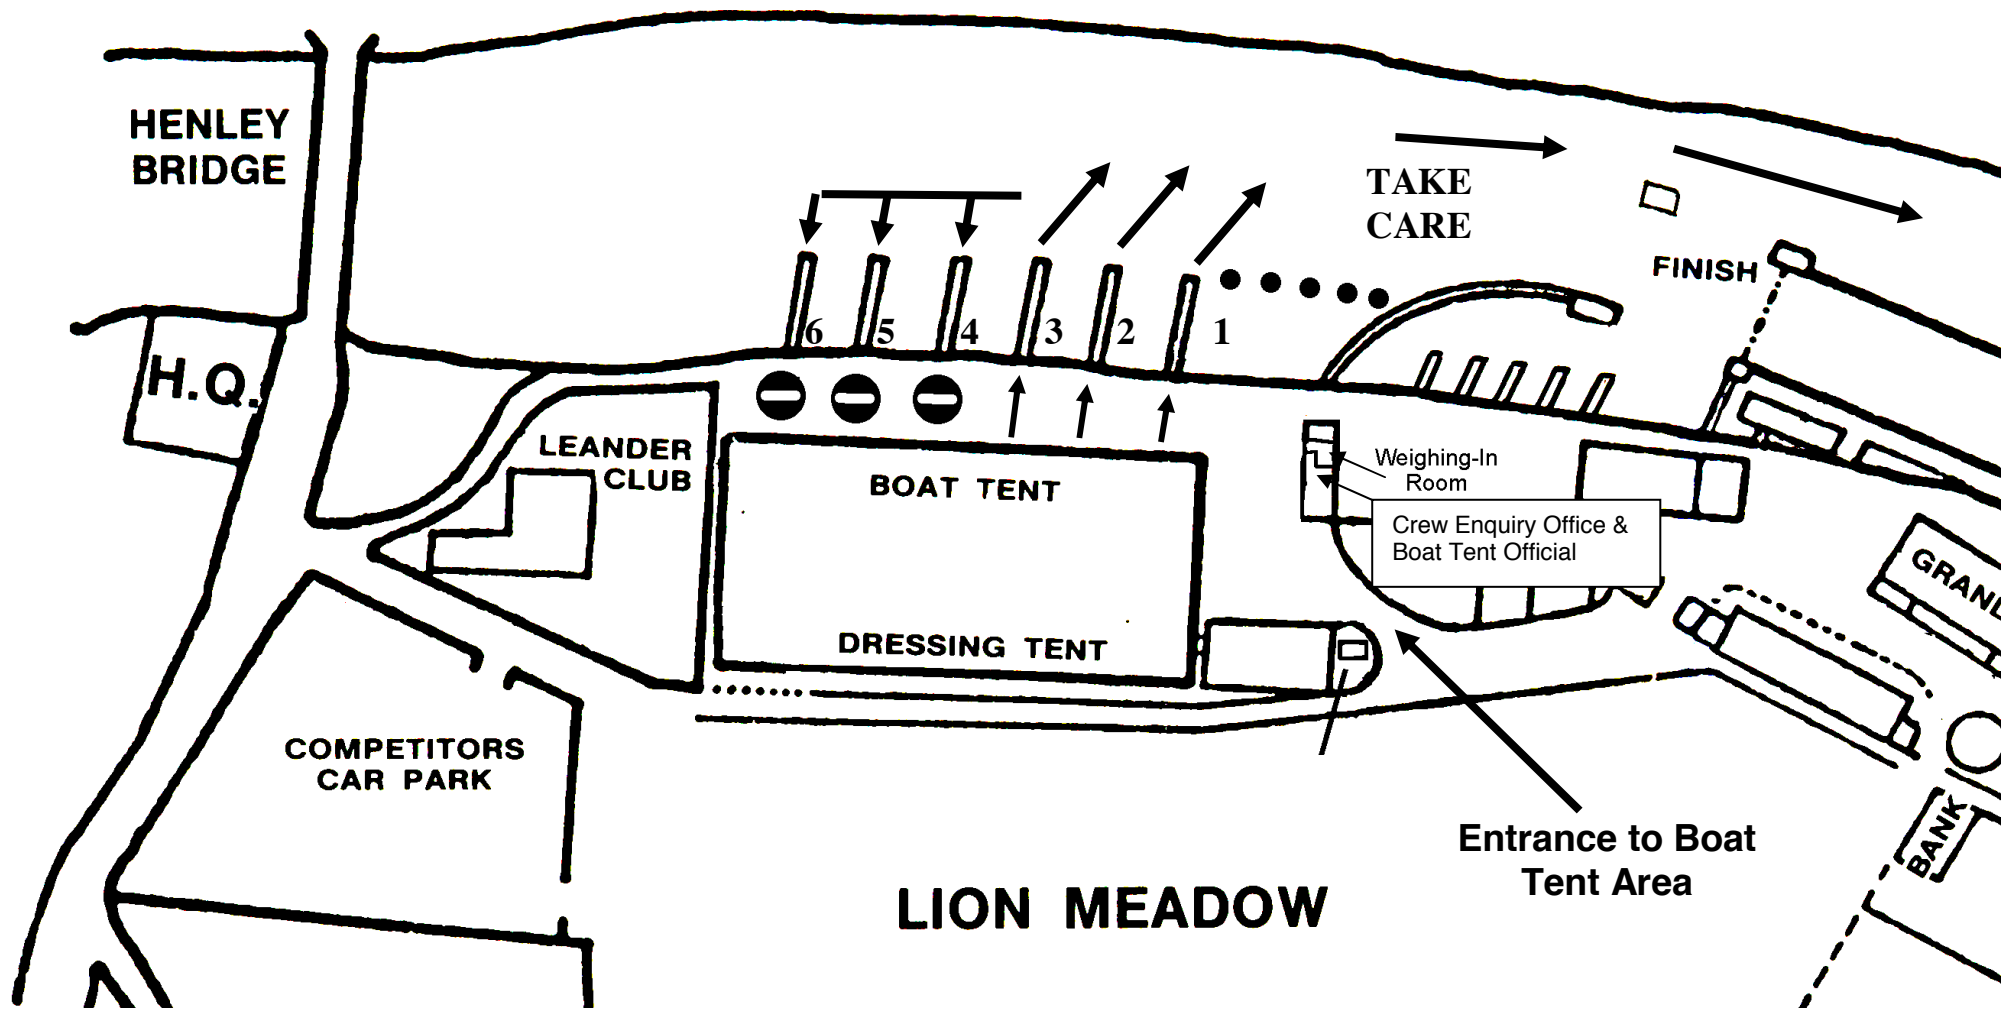 HENLEY
BRIDGE
TAKE
CARE
FINISH
6
5
4
3
2
1
H.Q.
LEANDER
CLUB
BOAT TENT
Weighing-In
Room
Crew Enquiry Office &
Boat Tent Official
DRESSING TENT
GRAND
COMPETITORS
CAR PARK
Entrance to Boat
Tent Area
BANK
LION MEADOW